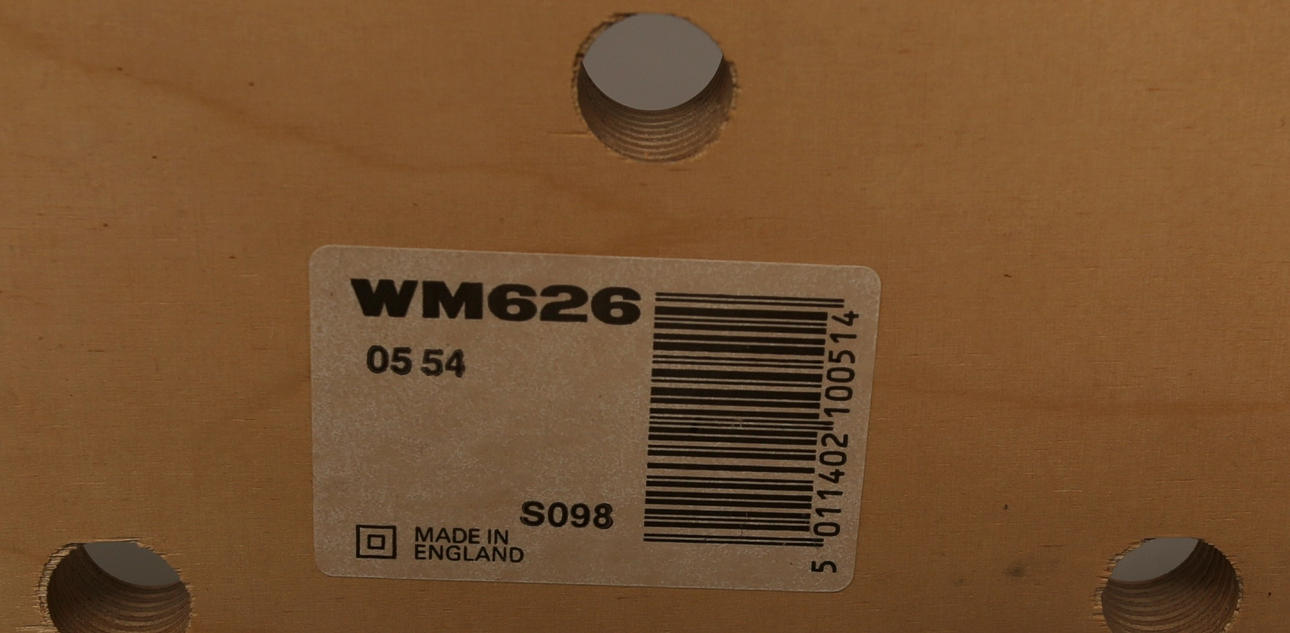 WM626
05 54
S098
MADE IN
ENGLAND
5 011402 100514